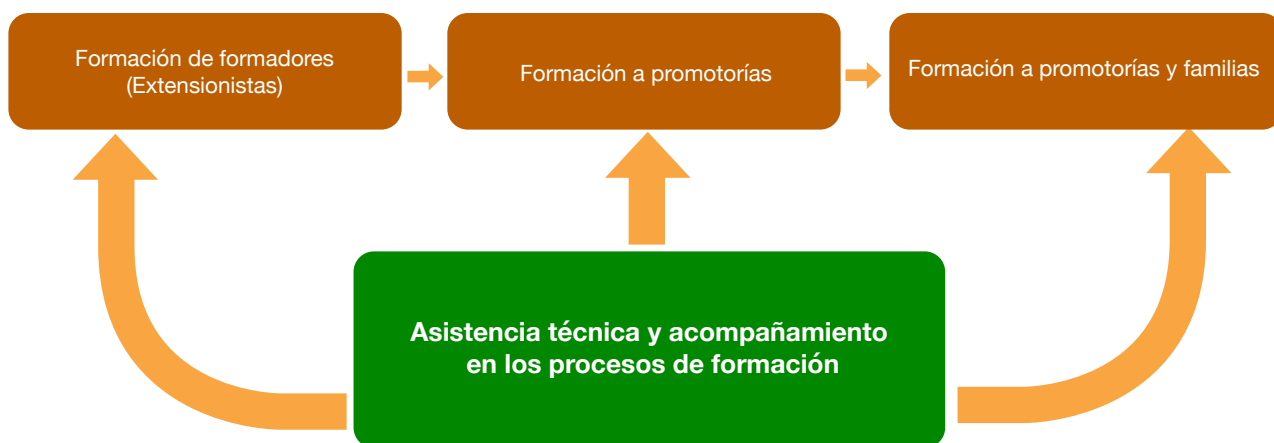 Formación de formadores
(Extensionistas)
Formación a promotorías
Formación a promotorías y familias
Asistencia técnica y acompañamiento
en los procesos de formación